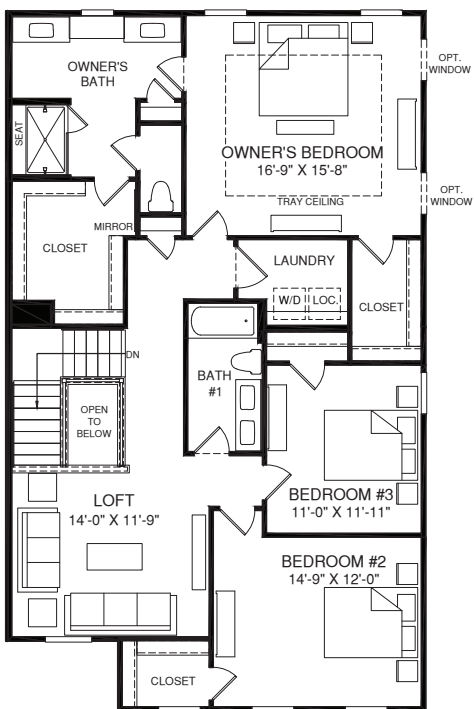 OWNER'S
BATH
OPT.
WINDOW
SEAT
OWNER'S BEDROOM
16'-9" X 15'-8"
TRAY CEILING
OPT.
WINDOW
MIRROR
CLOSET
LAUNDRY
W/D
LOC.
CLOSET
DN
BATH
#1
OPEN
TO
BELOW
BEDROOM #3
11'-0" X 11'-11"
LOFT
14'-0" X 11'-9"
BEDROOM #2
14'-9" X 12'-0"
CLOSET